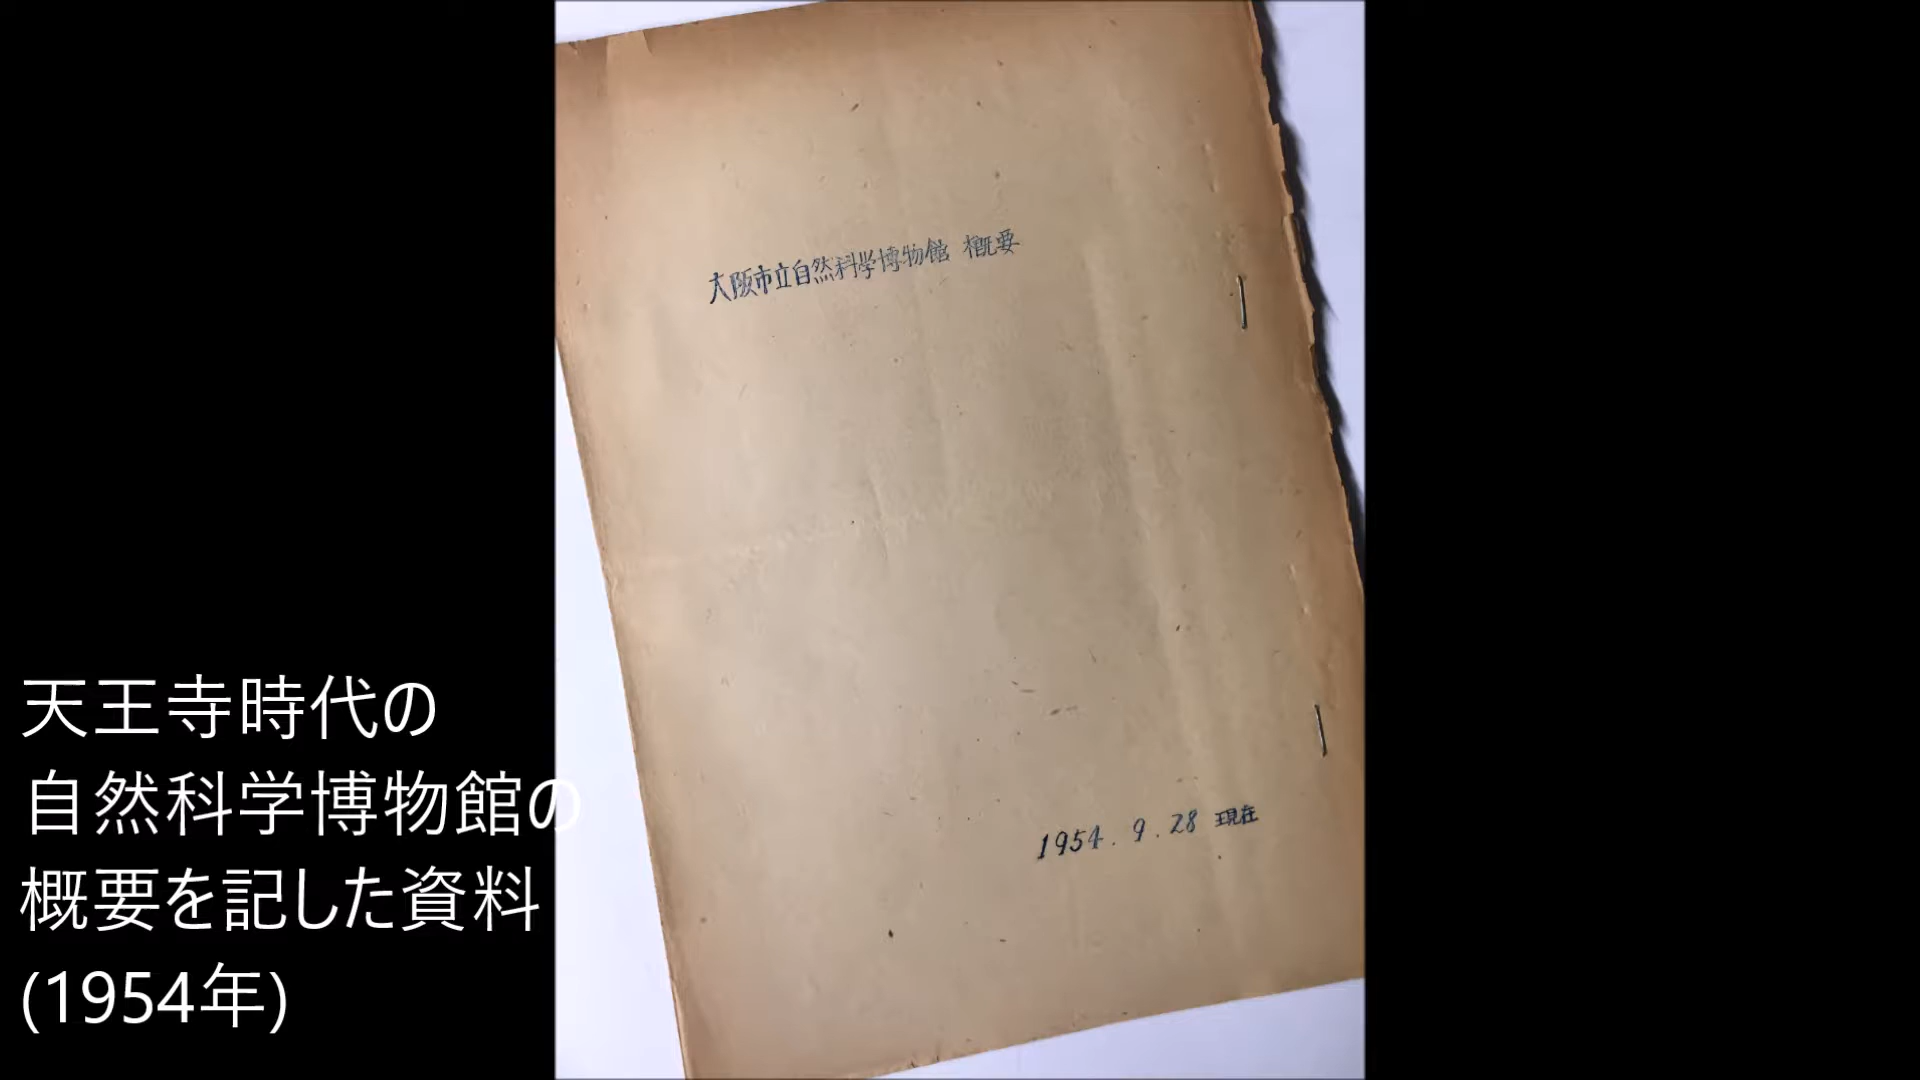 大阪市立自然科学博物館 概要
1954.9.28 現在
天王寺時代の
自然科学博物館の
概要を記した資料
(1954年)